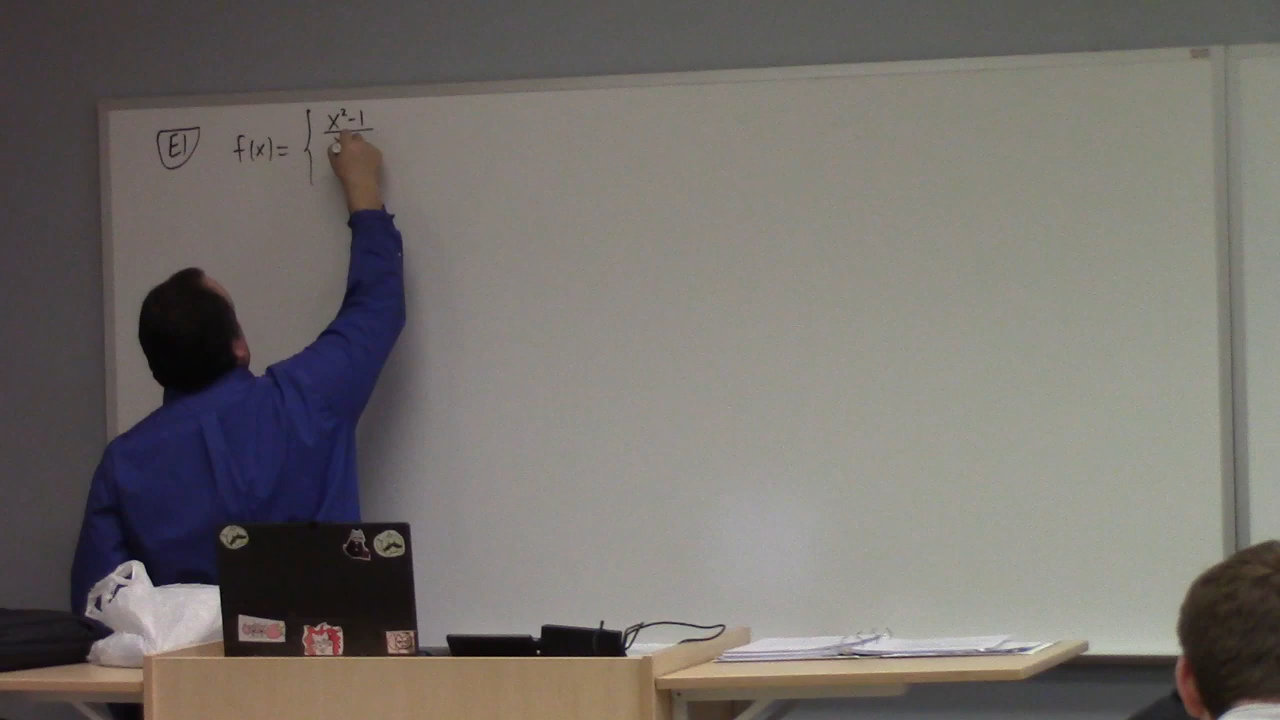 E1 f(x) = { x²-1